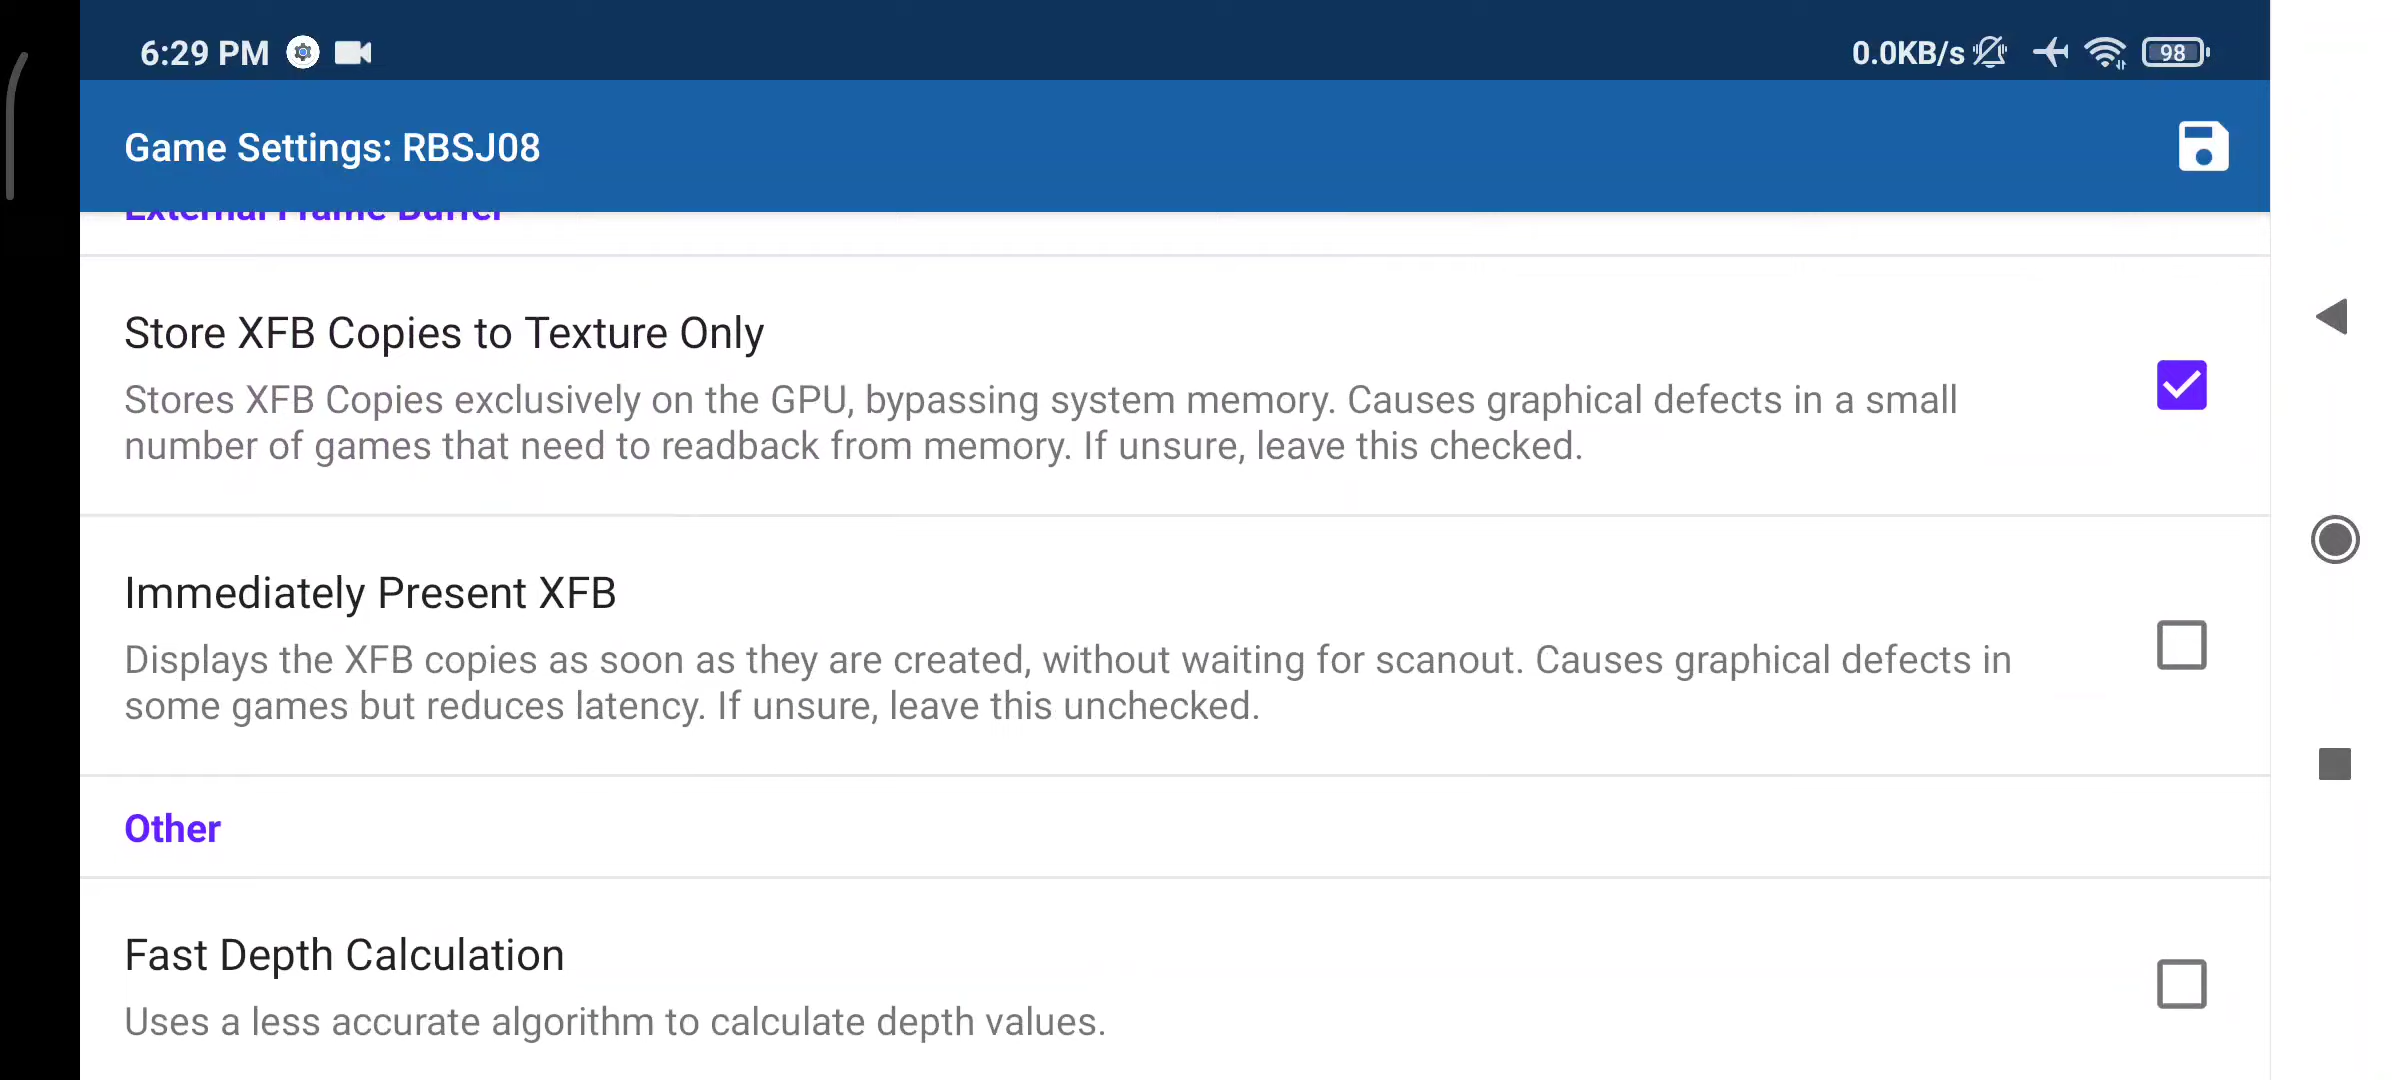 6:29 PM
0.0KB/s
98
Game Settings: RBSJ08
External Frame Buffer
Store XFB Copies to Texture Only
Stores XFB Copies exclusively on the GPU, bypassing system memory. Causes graphical defects in a small
number of games that need to readback from memory. If unsure, leave this checked.
Immediately Present XFB
Displays the XFB copies as soon as they are created, without waiting for scanout. Causes graphical defects in
some games but reduces latency. If unsure, leave this unchecked.
Other
Fast Depth Calculation
Uses a less accurate algorithm to calculate depth values.